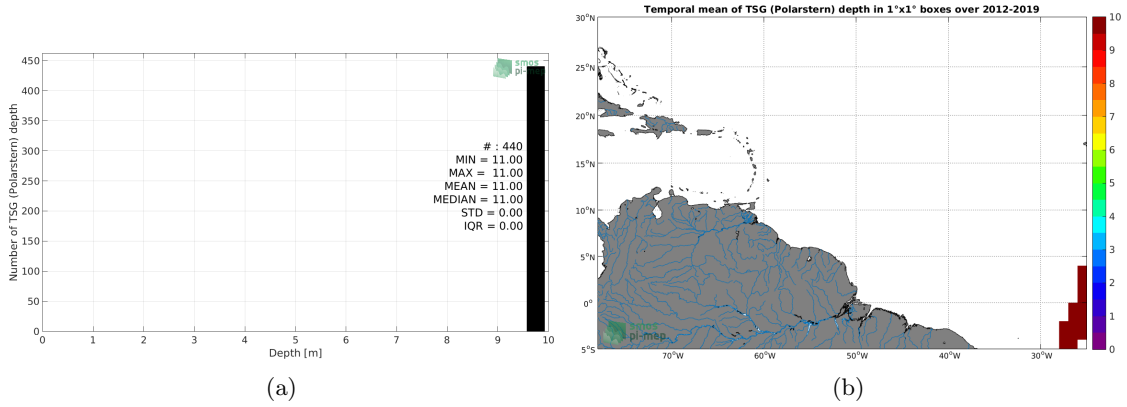 smos
pi-mep
450
400
350
300
250
200
150
100
50
0
Number of TSG (Polarstern) depth
# : 440
MIN = 11.00
MAX = 11.00
MEAN = 11.00
MEDIAN = 11.00
STD = 0.00
IQR = 0.00
0 1 2 3 4 5 6 7 8 9 10
Depth [m]
(a)
Temporal mean of TSG (Polarstern) depth in 1°x1° boxes over 2012-2019
30°N
25°N
20°N
15°N
10°N
5°N
0°
5°S
70°W 60°W 50°W 40°W 30°W
smos
pi-mep
10
9
8
7
6
5
4
3
2
1
0
(b)